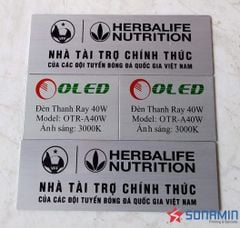 HERBALIFE
NUTRITION
NHÀ TÀI TRỢ CHÍNH THỨC
CỦA CÁC ĐỘI TUYỂN BÓNG ĐÁ QUỐC GIA VIỆT NAM
OLED
Đèn Thanh Ray 40W
Model: OTR-A40W
Ánh sáng: 3000K
OLED
Đèn Thanh Ray 40W
Model: OTR-A40W
Ánh sáng: 3000K
HERBALIFE
NUTRITION
NHÀ TÀI TRỢ CHÍNH THỨC
CỦA CÁC ĐỘI TUYỂN BÓNG ĐÁ QUỐC GIA VIỆT NAM
SONAMIN